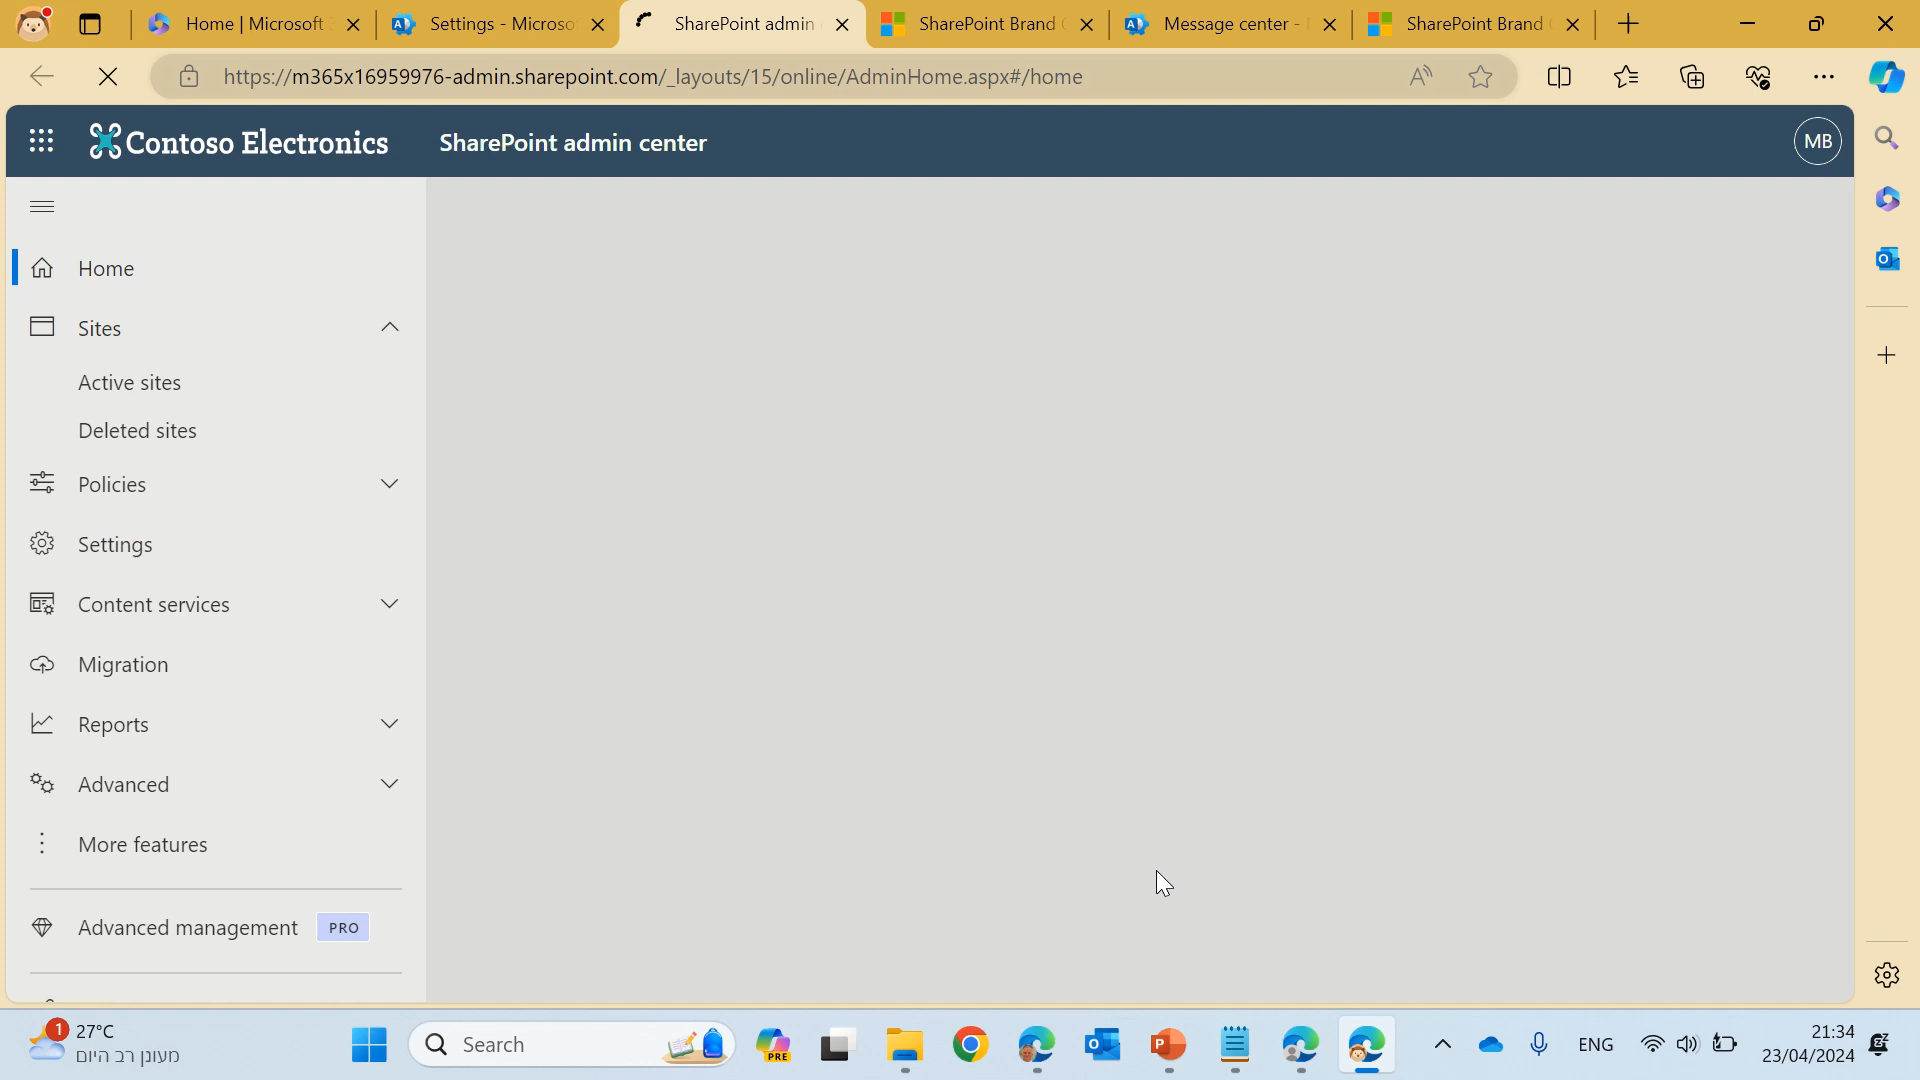 Home | Microsoft
Settings - Microso
SharePoint admin
SharePoint Brand
Message center -
SharePoint Brand
https://m365x16959976-admin.sharepoint.com/_layouts/15/online/AdminHome.aspx#/home
Contoso Electronics
SharePoint admin center
MB
Home
Sites
Active sites
Deleted sites
Policies
Settings
Content services
Migration
Reports
Advanced
More features
Advanced management PRO
1
27°C
מעונן רב היום
Search
PRE
ENG
21:34
23/04/2024